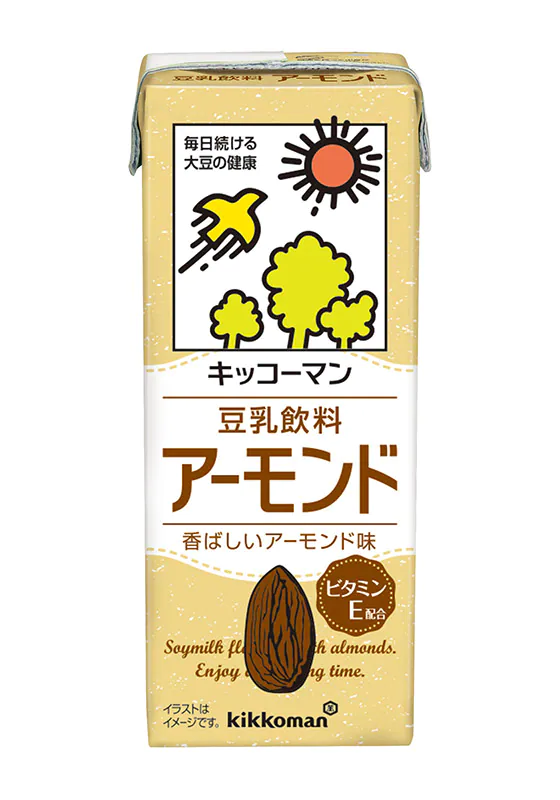 豆乳飲料 アーモンド
毎日続ける
大豆の健康
キッコーマン
豆乳飲料
アーモンド
香ばしいアーモンド味
ビタミン
E配合
Soymilk fl th almonds.
Enjoy ng time.
イラストは
イメージです。
kikkoman